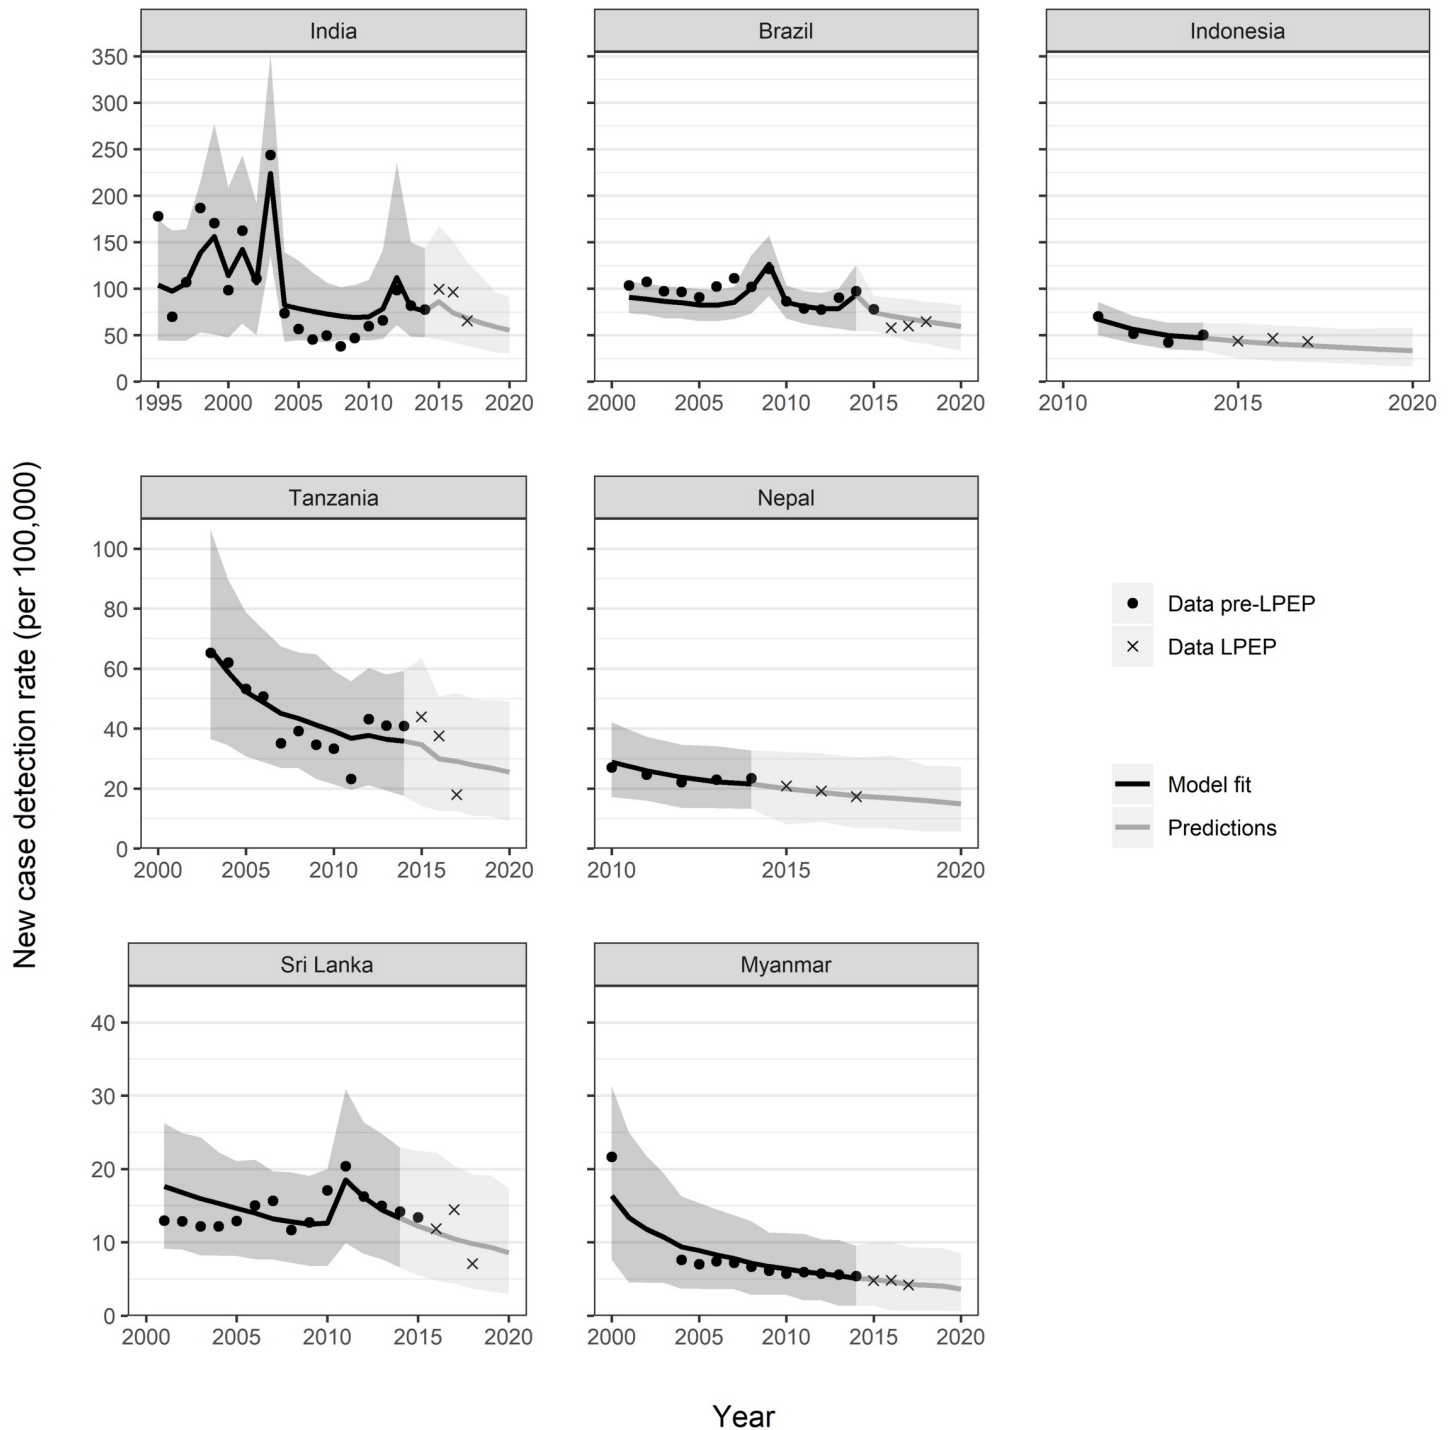 India Brazil Indonesia
350
300
250
200
150
100
50
0
1995 2000 2005 2010 2015 2020 2000 2005 2010 2015 2020 2010 2015 2020
Tanzania Nepal
100
80
60
40
20
0
2000 2005 2010 2015 2020 2010 2015 2020
Data pre-LPEP
Data LPEP
Model fit
Predictions
New case detection rate (per 100,000)
Sri Lanka Myanmar
40
30
20
10
0
2000 2005 2010 2015 2020 2000 2005 2010 2015 2020
Year